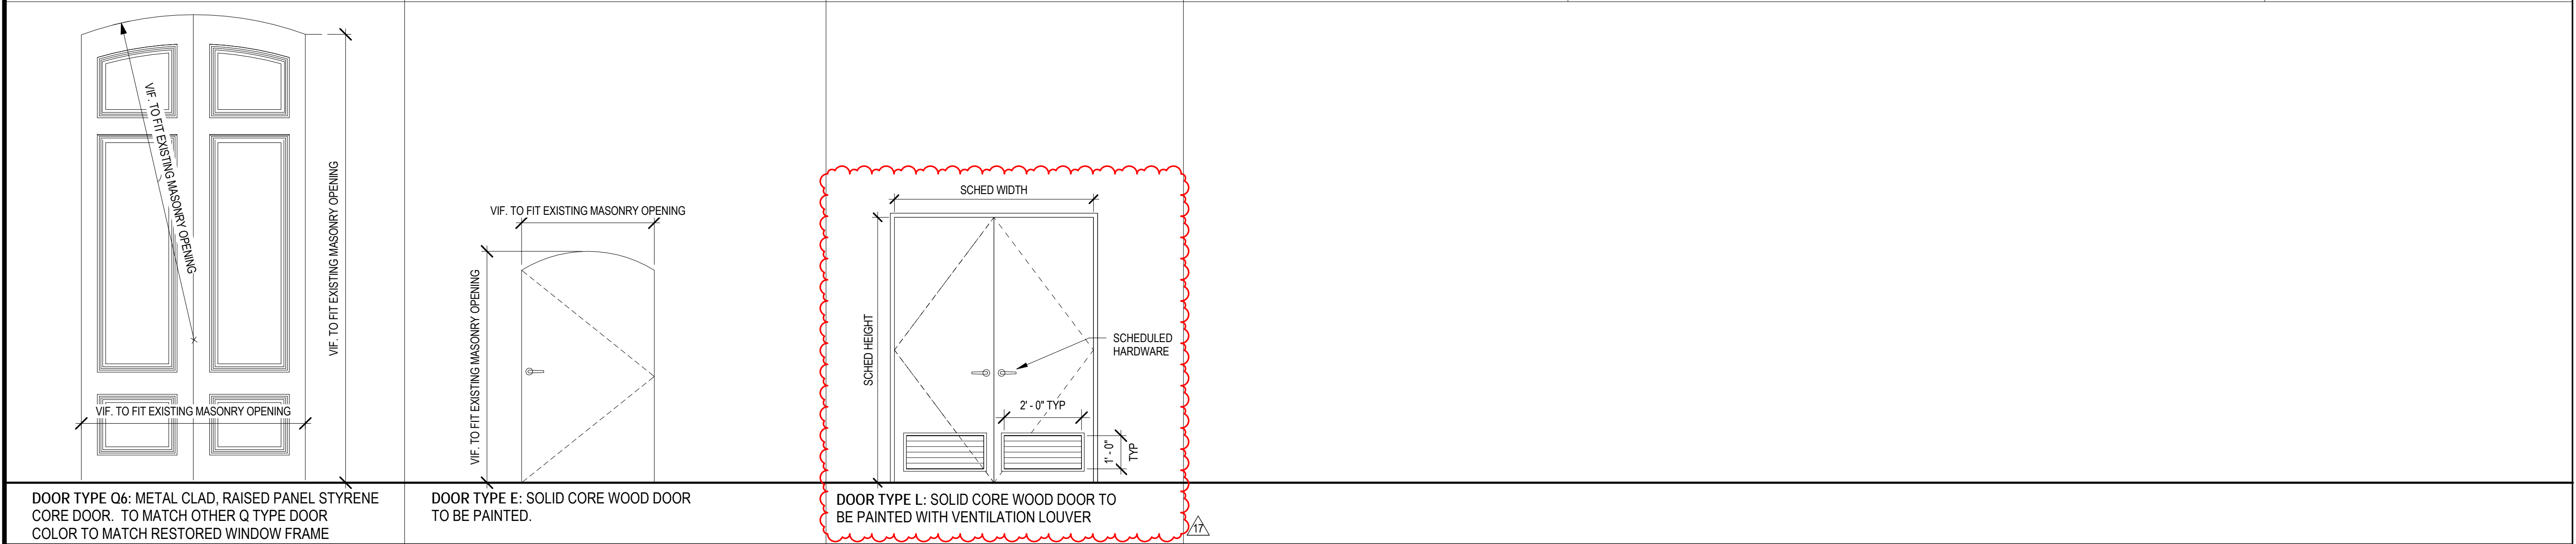 VIF. TO FIT EXISTING MASONRY OPENING
VIF. TO FIT EXISTING MASONRY OPENING
VIF. TO FIT EXISTING MASONRY OPENING
DOOR TYPE Q6: METAL CLAD, RAISED PANEL STYRENE
CORE DOOR. TO MATCH OTHER Q TYPE DOOR
COLOR TO MATCH RESTORED WINDOW FRAME
VIF. TO FIT EXISTING MASONRY OPENING
VIF. TO FIT EXISTING MASONRY OPENING
DOOR TYPE E: SOLID CORE WOOD DOOR
TO BE PAINTED.
SCHED WIDTH
SCHED HEIGHT
SCHEDULED
HARDWARE
2' - 0" TYP
1' - 0"
TYP
DOOR TYPE L: SOLID CORE WOOD DOOR TO
BE PAINTED WITH VENTILATION LOUVER
17